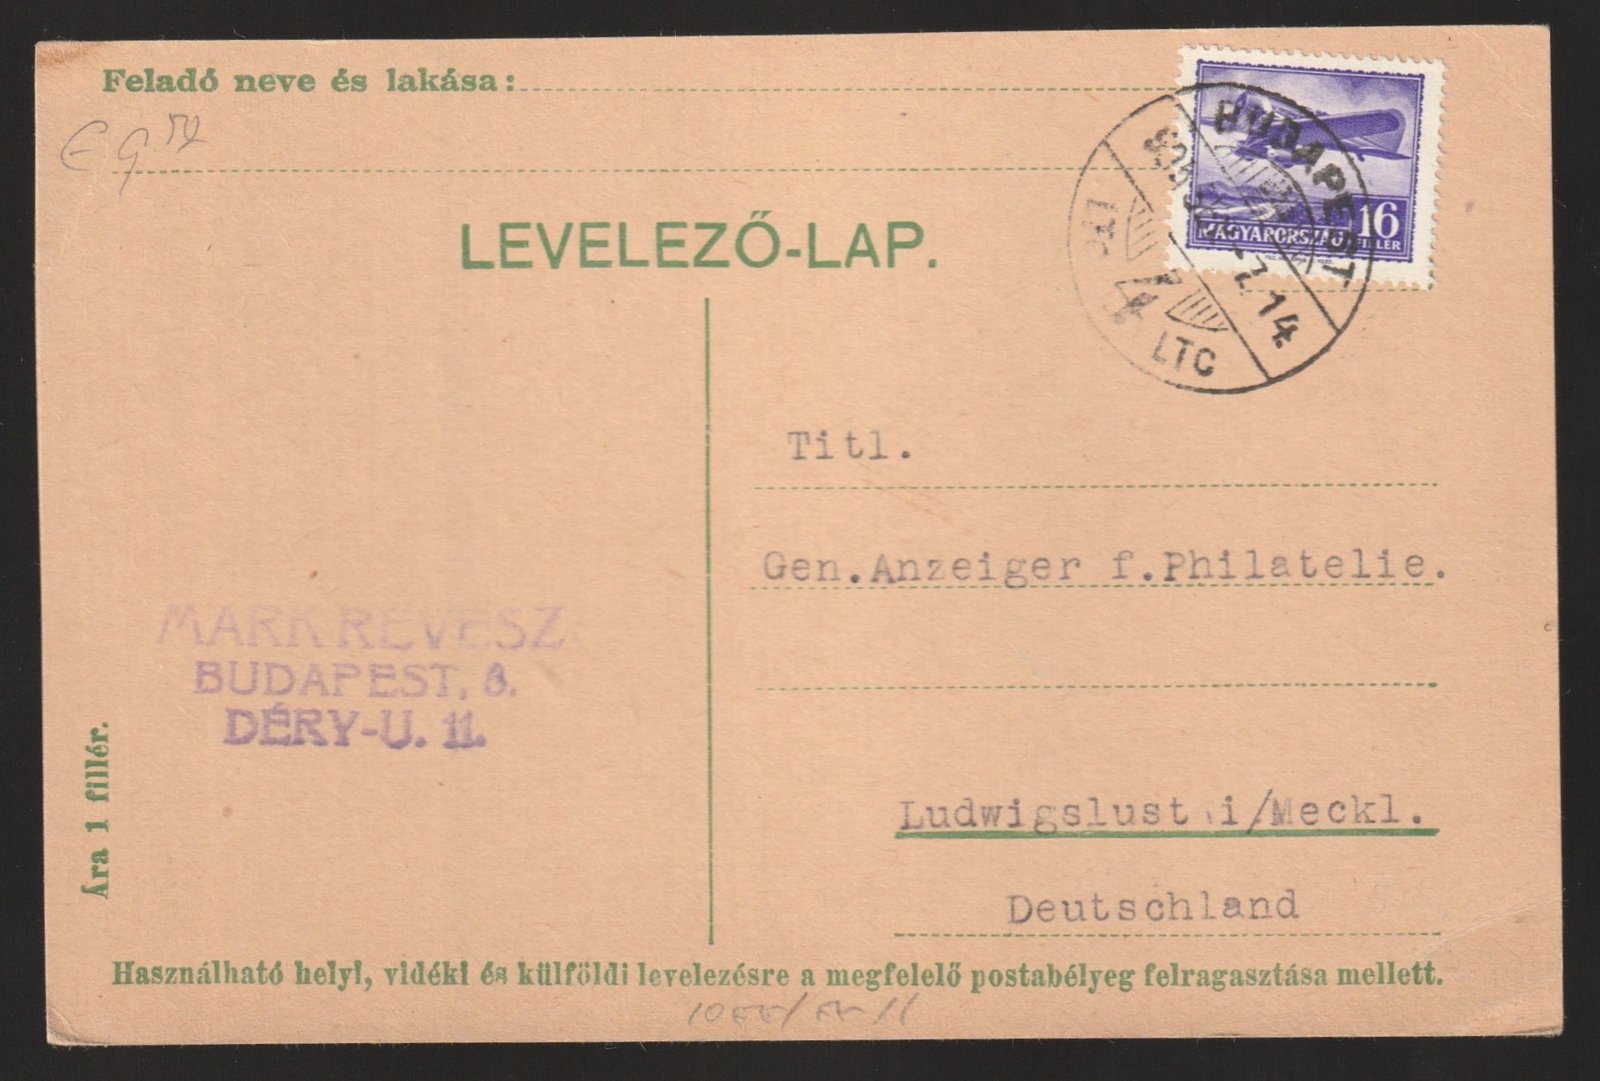 Feladó neve és lakása:
LEVELEZŐ-LAP.
16
MAGYARORSZÁG FILLÉR
BUDAPEST
14.
LTC
Titl.
Gen.Anzeiger f.Philatelie.
MARK REVESZ
BUDAPEST, 8.
DÉRY-U. 11.
Ludwigslust i/Meckl.
Deutschland
Ára 1 fillér.
Használható helyi, vidéki és külföldi levelezésre a megfelelő postabélyeg felragasztása mellett.